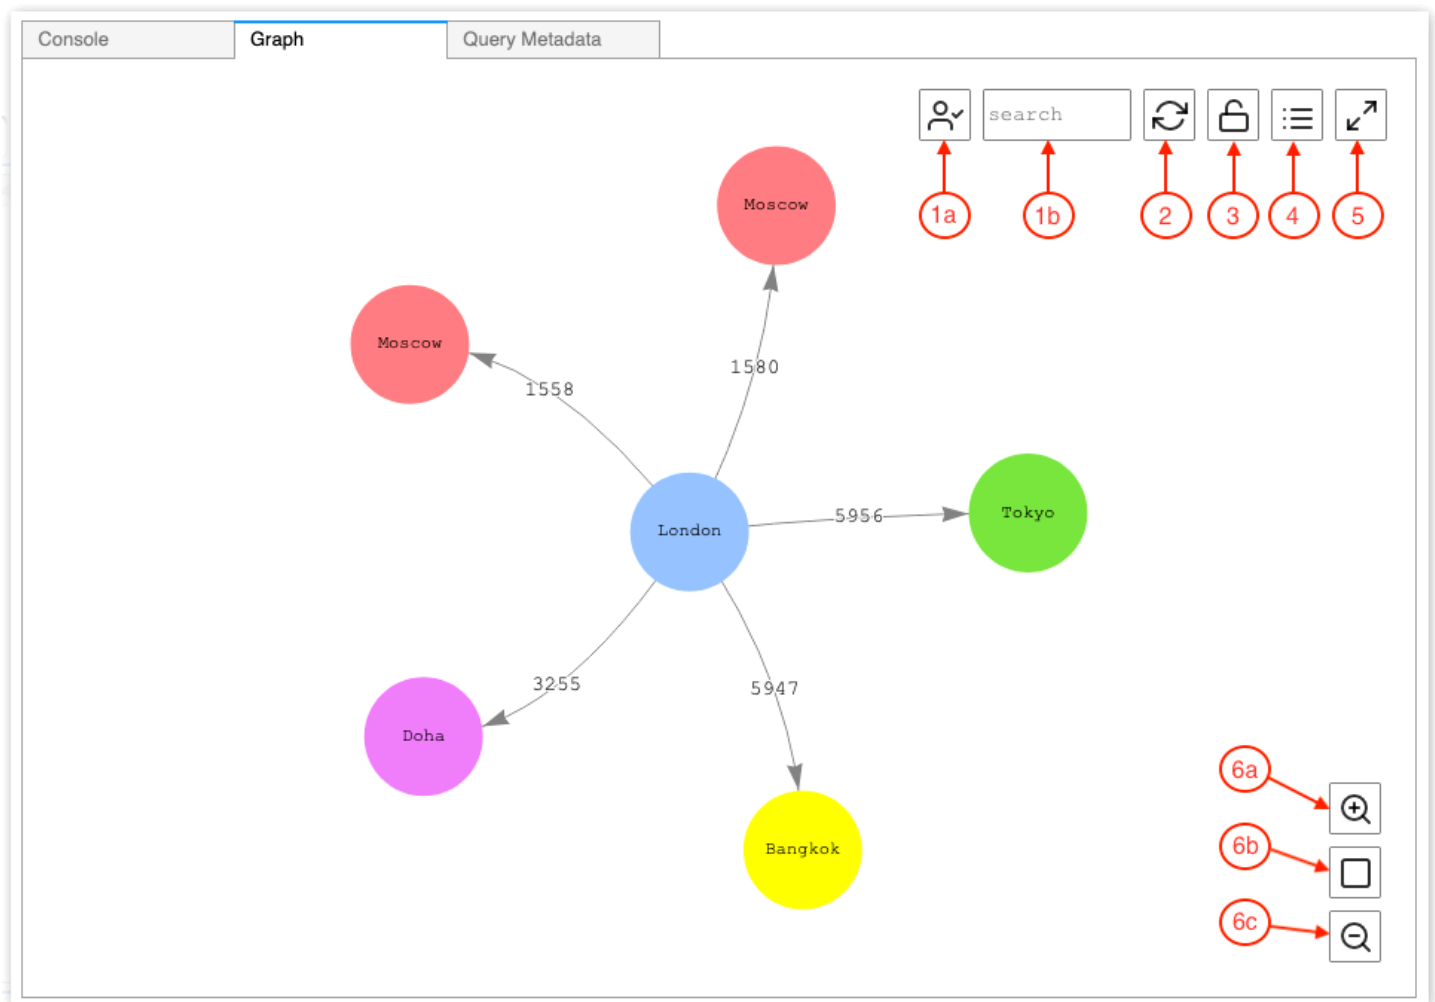 Console
Graph
Query Metadata
search
1a
1b
2
3
4
5
Moscow
Moscow
1580
1558
Tokyo
5956
London
3255
5947
Doha
Bangkok
6a
6b
6c